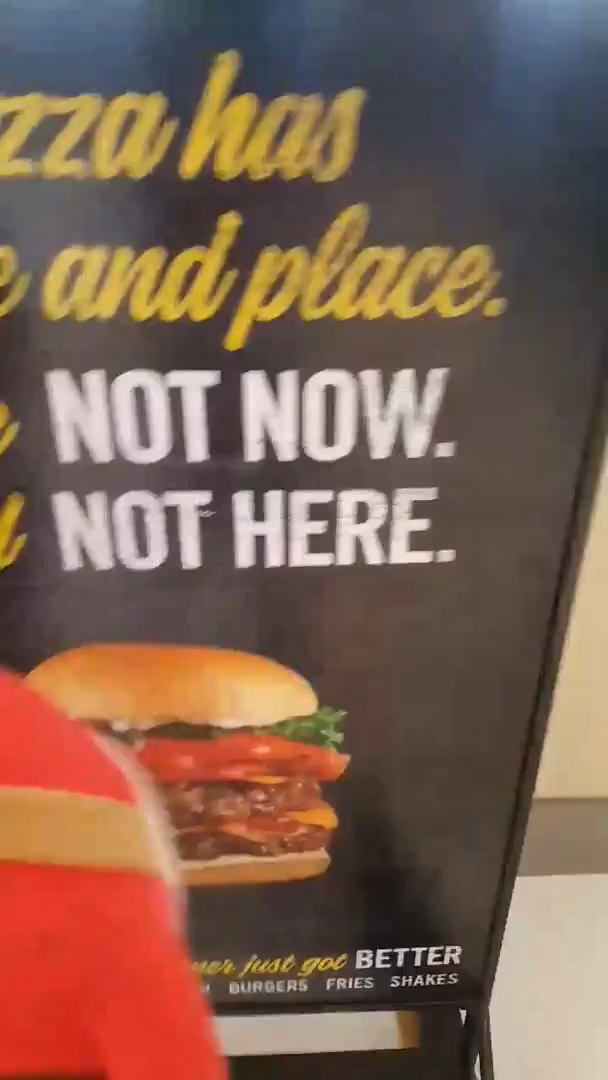 zza has
e and place.
NOT NOW.
NOT HERE.
just got BETTER
BURGERS FRIES SHAKES